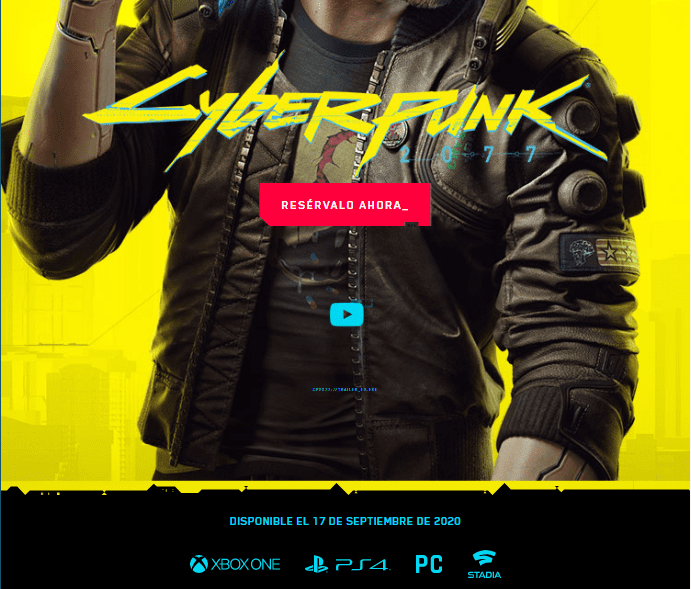 Cyberpunk
2077
RESÉRVALO AHORA_
DISPONIBLE EL 17 DE SEPTIEMBRE DE 2020
XBOX ONE PS4 PC STADIA